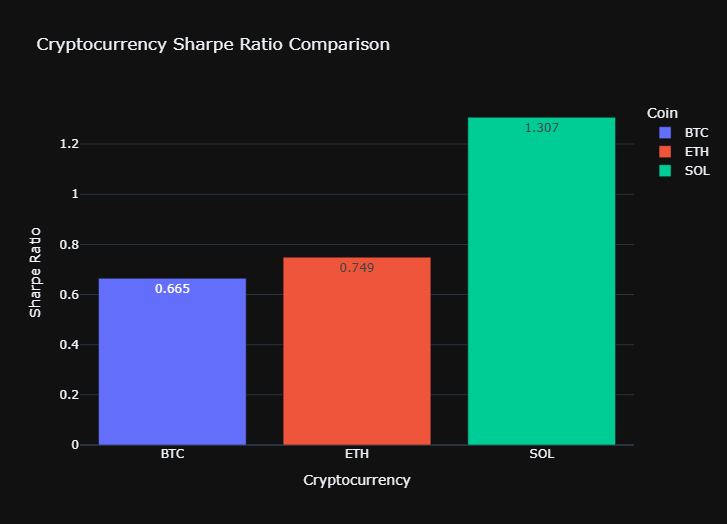 Cryptocurrency Sharpe Ratio Comparison
Coin
BTC
ETH
SOL
Sharpe Ratio
1.2
1
0.8
0.6
0.4
0.2
0
0.665
0.749
1.307
BTC ETH SOL
Cryptocurrency